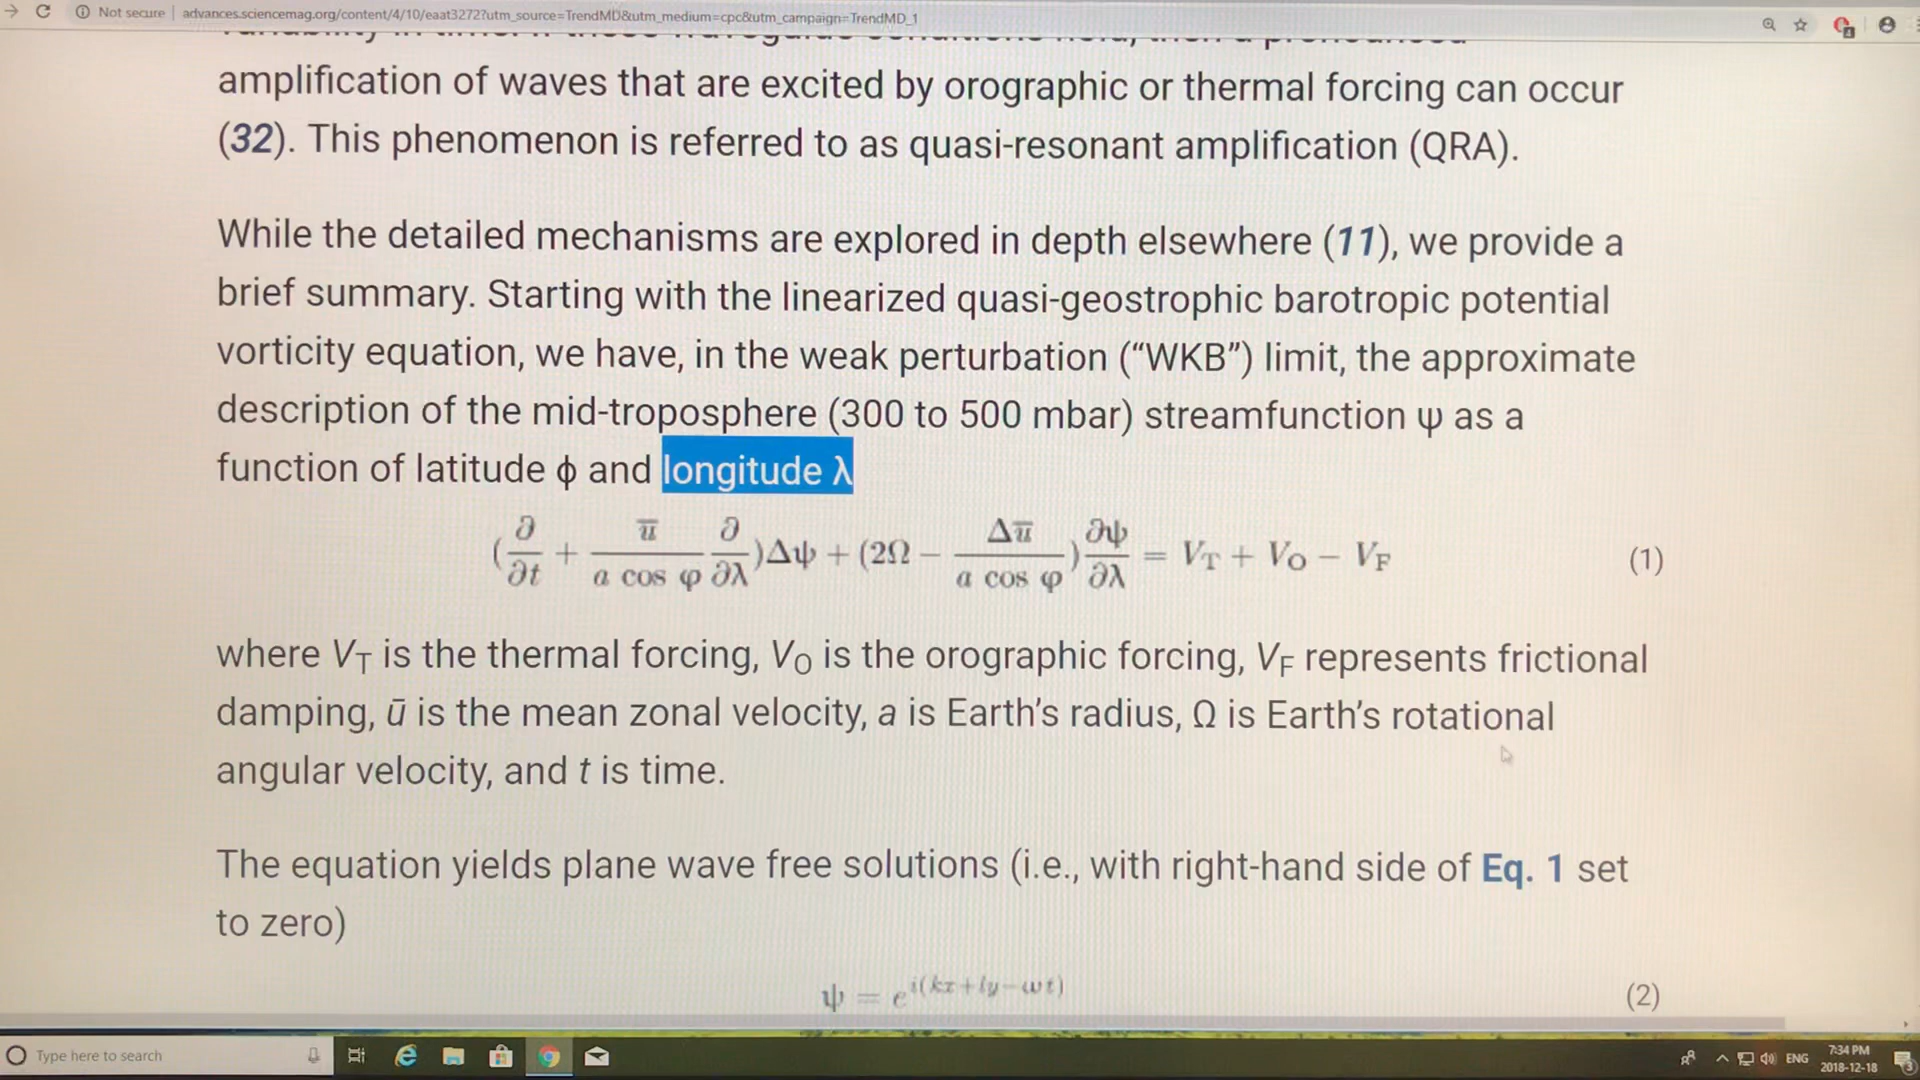 Not secure | advances.sciencemag.org/content/4/10/eaat3272?utm_source=TrendMD&utm_medium=cpc&utm_campaign=TrendMD_1
amplification of waves that are excited by orographic or thermal forcing can occur
(32). This phenomenon is referred to as quasi-resonant amplification (QRA).
While the detailed mechanisms are explored in depth elsewhere (11), we provide a
brief summary. Starting with the linearized quasi-geostrophic barotropic potential
vorticity equation, we have, in the weak perturbation (“WKB”) limit, the approximate
description of the mid-troposphere (300 to 500 mbar) streamfunction ψ as a
function of latitude ϕ and longitude λ
(∂/∂t + u̅/(a cos φ) ∂/∂λ)Δψ + (2Ω − Δu̅/(a cos φ))∂ψ/∂λ = V_T + V_O − V_F (1)
where V_T is the thermal forcing, V_O is the orographic forcing, V_F represents frictional
damping, ū is the mean zonal velocity, a is Earth’s radius, Ω is Earth’s rotational
angular velocity, and t is time.
The equation yields plane wave free solutions (i.e., with right-hand side of Eq. 1 set
to zero)
ψ = e^i(kx+ly−ωt) (2)
Type here to search
ENG
7:34 PM
2018-12-18